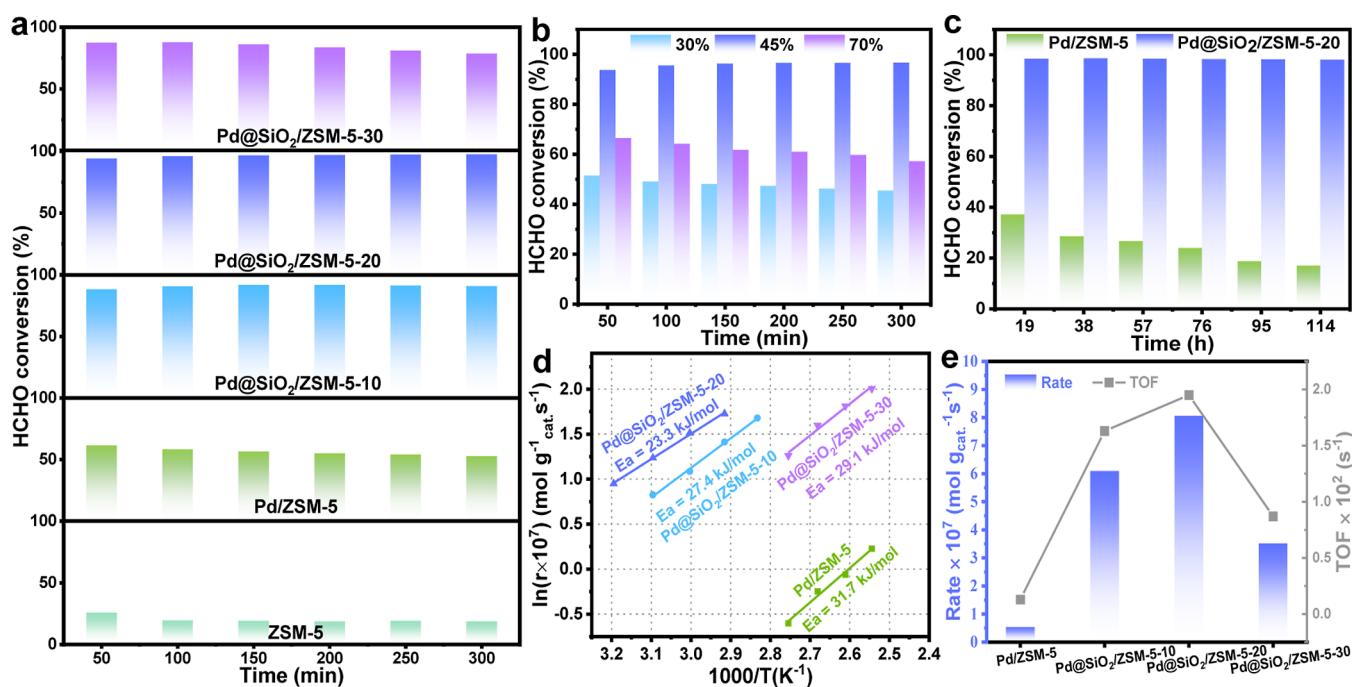 a
HCHO conversion (%)
100
50
Pd@SiO₂/ZSM-5-30
100
50
Pd@SiO₂/ZSM-5-20
100
50
Pd@SiO₂/ZSM-5-10
100
50
Pd/ZSM-5
100
50
0
ZSM-5
50 100 150 200 250 300
Time (min)
b
30% 45% 70%
HCHO conversion (%)
100
80
60
40
20
0
50 100 150 200 250 300
Time (min)
c
Pd/ZSM-5 Pd@SiO₂/ZSM-5-20
HCHO conversion (%)
100
80
60
40
20
0
19 38 57 76 95 114
Time (h)
d
ln(r×10⁷) (mol g⁻¹cat.s⁻¹)
2.0
1.5
1.0
0.5
0.0
-0.5
Pd@SiO₂/ZSM-5-20
Ea = 23.3 kJ/mol
Ea = 27.4 kJ/mol
Pd@SiO₂/ZSM-5-10
Pd@SiO₂/ZSM-5-30
Ea = 29.1 kJ/mol
Pd/ZSM-5
Ea = 31.7 kJ/mol
3.2 3.1 3.0 2.9 2.8 2.7 2.6 2.5 2.4
1000/T(K⁻¹)
e
Rate TOF
Rate × 10⁷ (mol gcat.⁻¹s⁻¹)
10
9
8
7
6
5
4
3
2
1
0
TOF × 10² (s⁻¹)
2.0
1.5
1.0
0.5
0.0
Pd/ZSM-5
Pd@SiO₂/ZSM-5-10
Pd@SiO₂/ZSM-5-20
Pd@SiO₂/ZSM-5-30